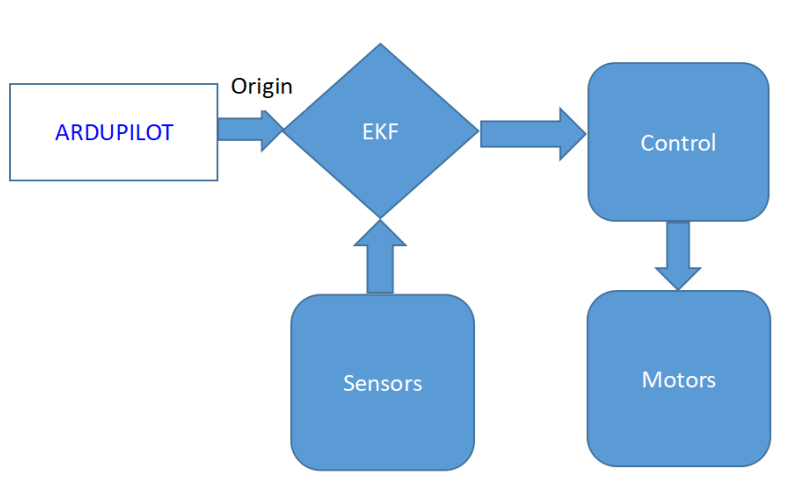 Origin
ARDUPILOT
EKF
Control
Sensors
Motors